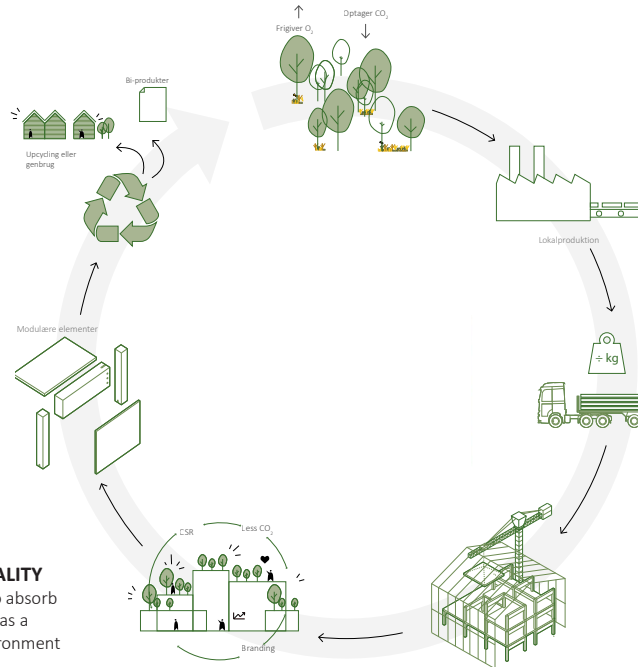 Optager CO₂
Frigiver O₂
Bi-produkter
Upcycling eller
genbrug
Lokalproduktion
Modulære elementer
÷ kg
CSR
Less CO₂
Branding
ALITY
o absorb
as a
ironment